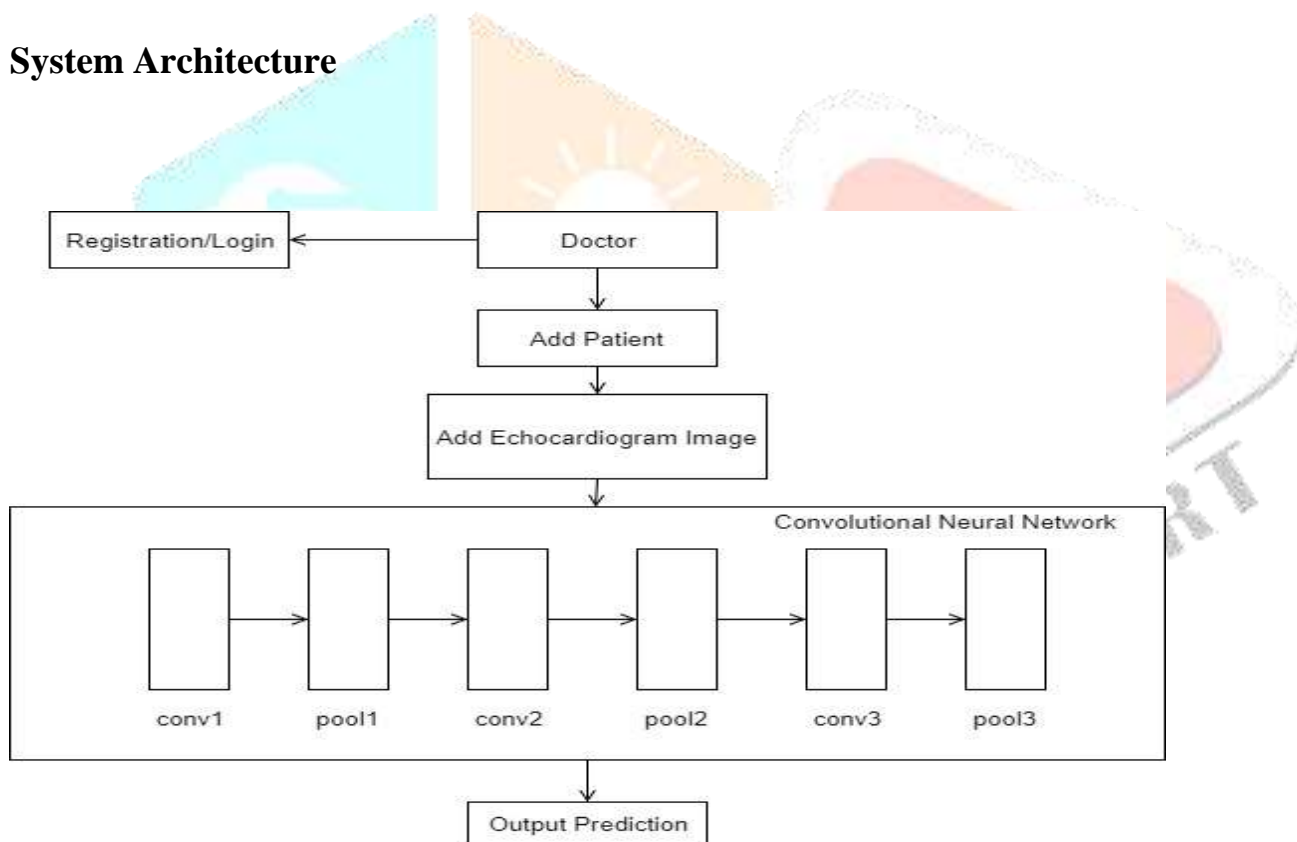 System Architecture
Registration/Login
Doctor
Add Patient
Add Echocardiogram Image
Convolutional Neural Network
conv1
pool1
conv2
pool2
conv3
pool3
Output Prediction
RT